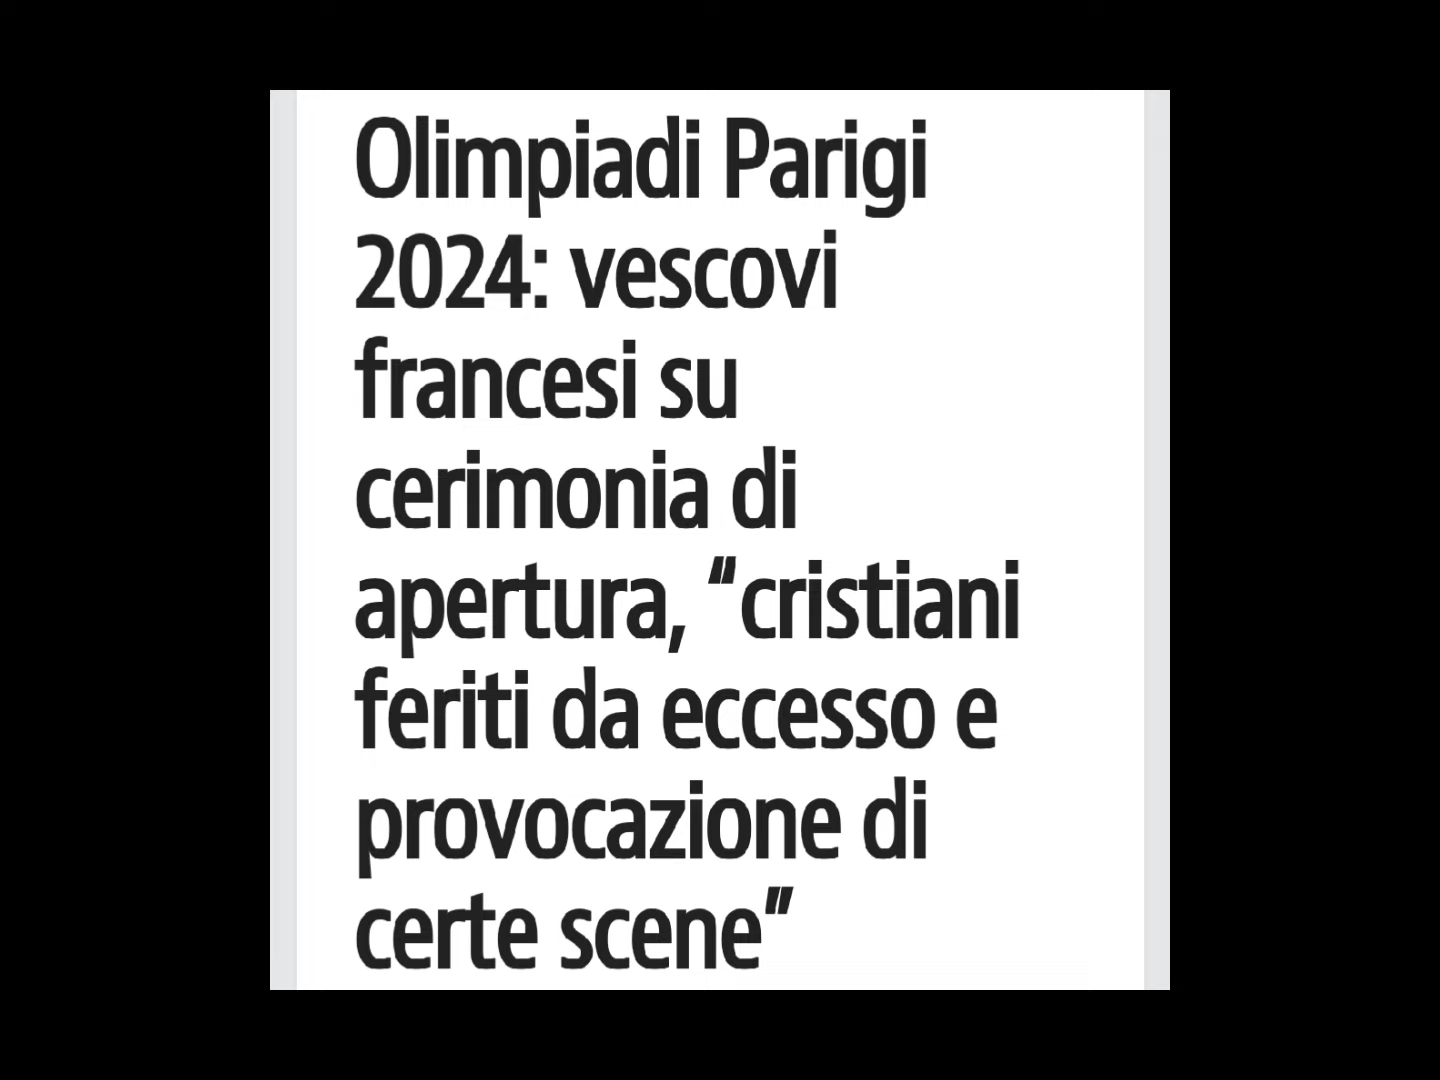 Olimpiadi Parigi
2024: vescovi
francesi su
cerimonia di
apertura, “cristiani
feriti da eccesso e
provocazione di
certe scene”